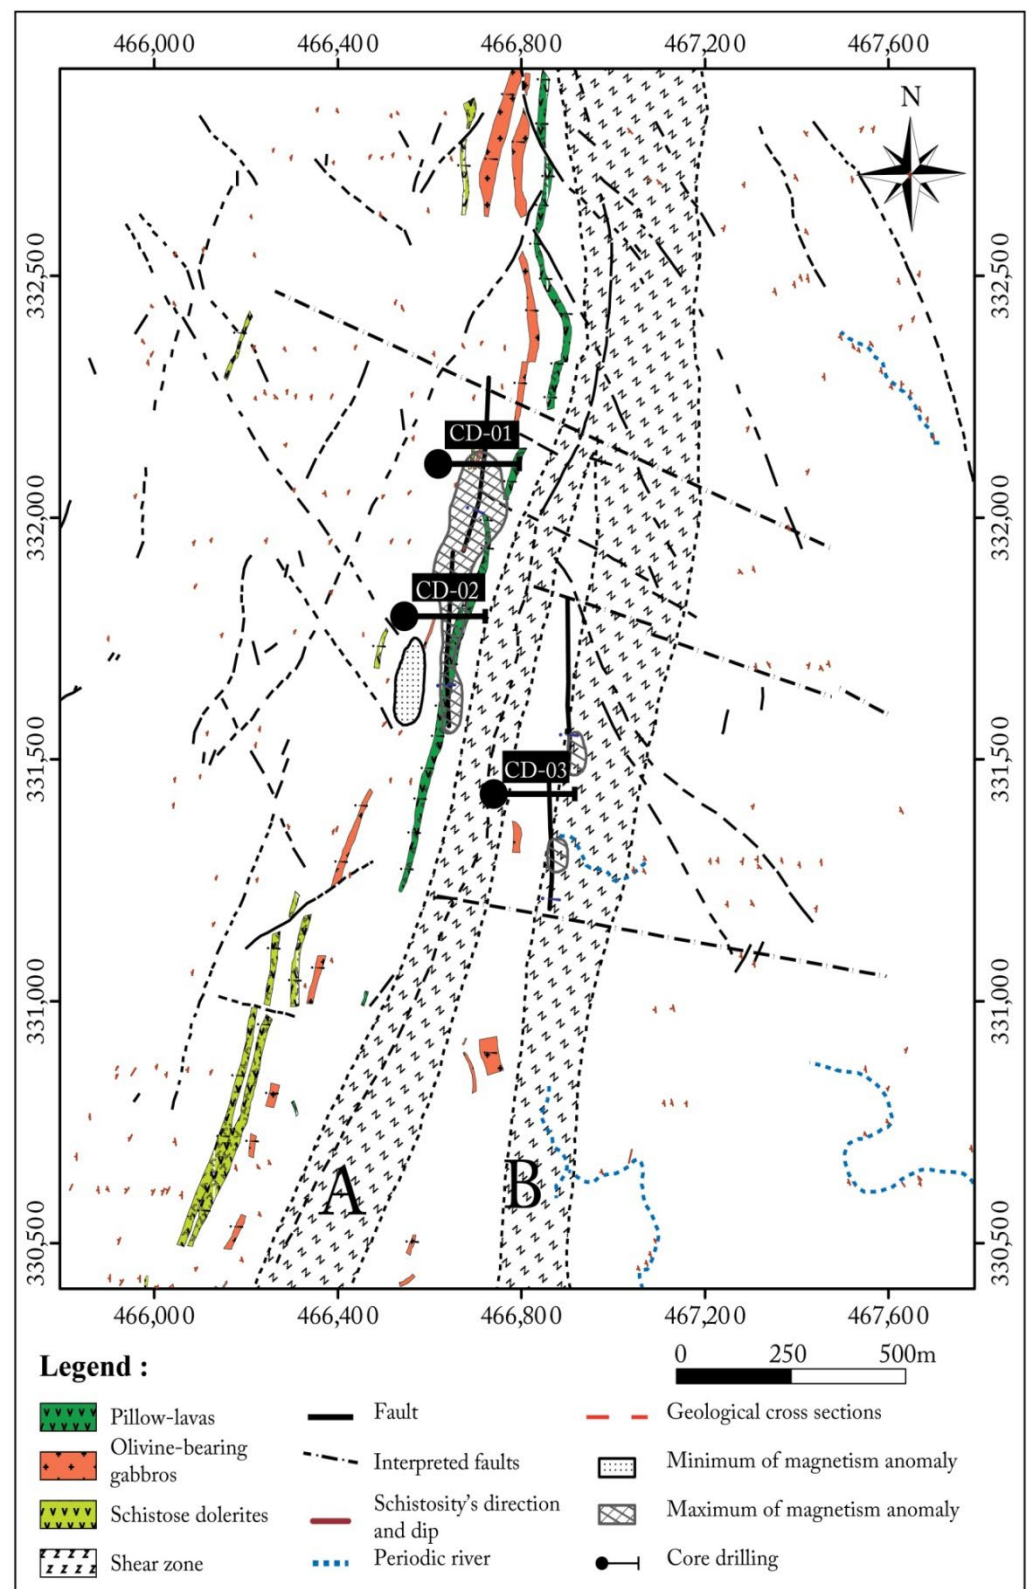 466,000 466,400 466,800 467,200 467,600
N
332,500 332,500
CD-01
332,000 332,000
CD-02
331,500 331,500
CD-03
331,000 331,000
A B
330,500 330,500
466,000 466,400 466,800 467,200 467,600
Legend :
0 250 500m
Pillow-lavas
Olivine-bearing
gabbros
Schistose dolerites
Shear zone
Fault
Interpreted faults
Schistosity's direction
and dip
Periodic river
Geological cross sections
Minimum of magnetism anomaly
Maximum of magnetism anomaly
Core drilling